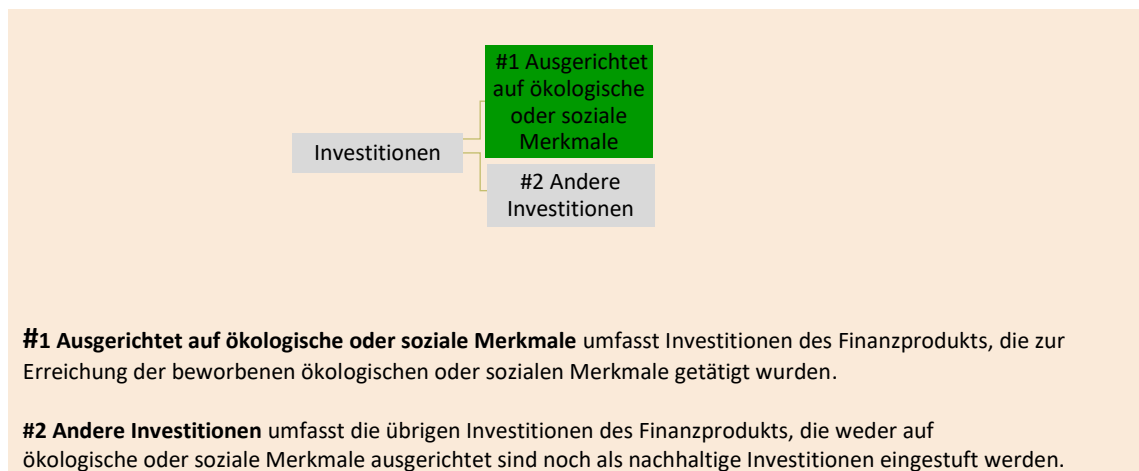 #1 Ausgerichtet
auf ökologische
oder soziale
Merkmale
Investitionen
#2 Andere
Investitionen
#1 Ausgerichtet auf ökologische oder soziale Merkmale umfasst Investitionen des Finanzprodukts, die zur
Erreichung der beworbenen ökologischen oder sozialen Merkmale getätigt wurden.
#2 Andere Investitionen umfasst die übrigen Investitionen des Finanzprodukts, die weder auf
ökologische oder soziale Merkmale ausgerichtet sind noch als nachhaltige Investitionen eingestuft werden.